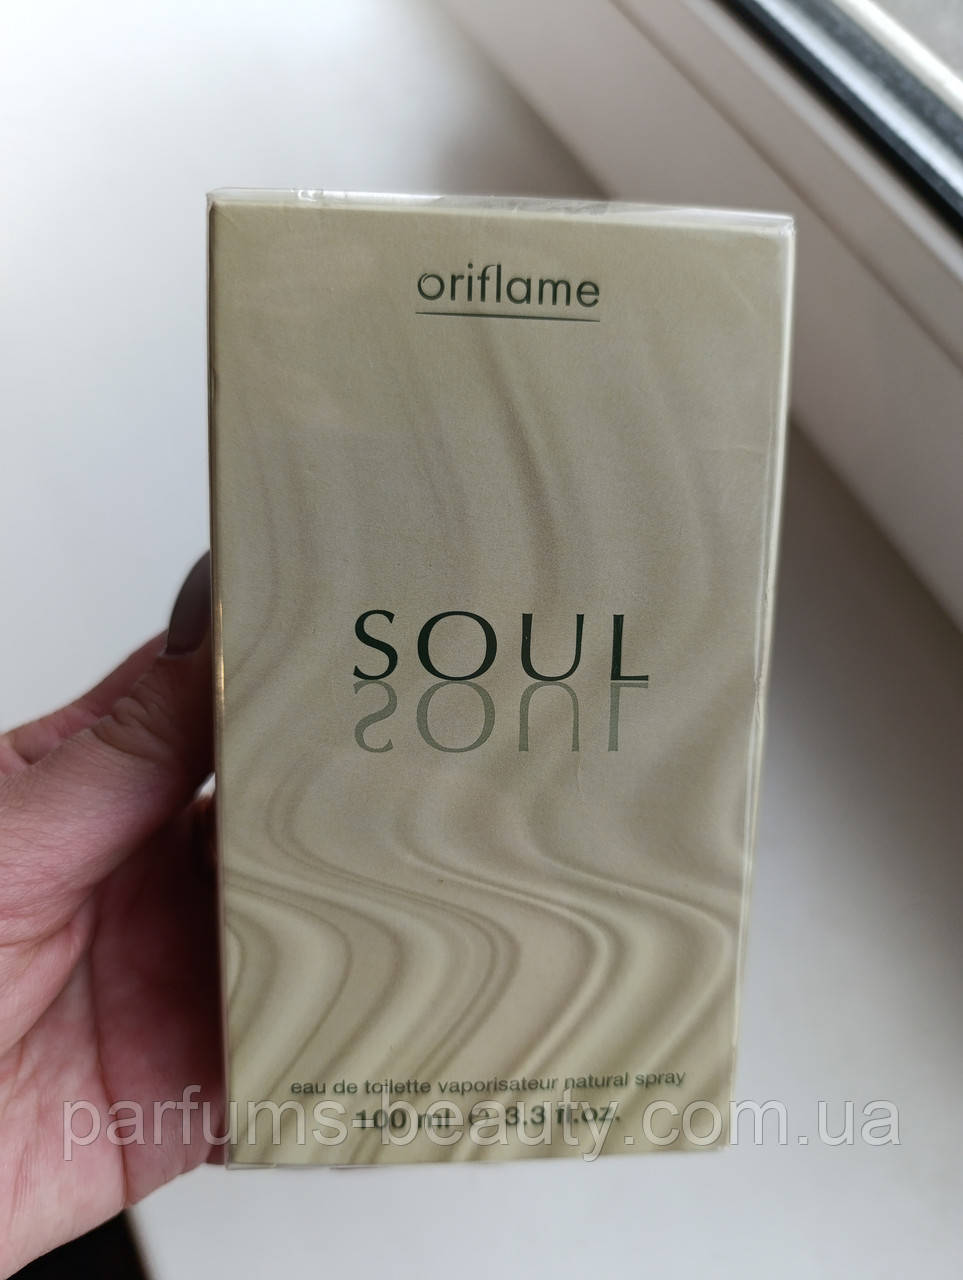 oriflame
SOUL
SOUL
eau de toilette vaporisateur natural spray
100 ml ℮ 3.3 fl.oz.
parfums-beauty.com.ua